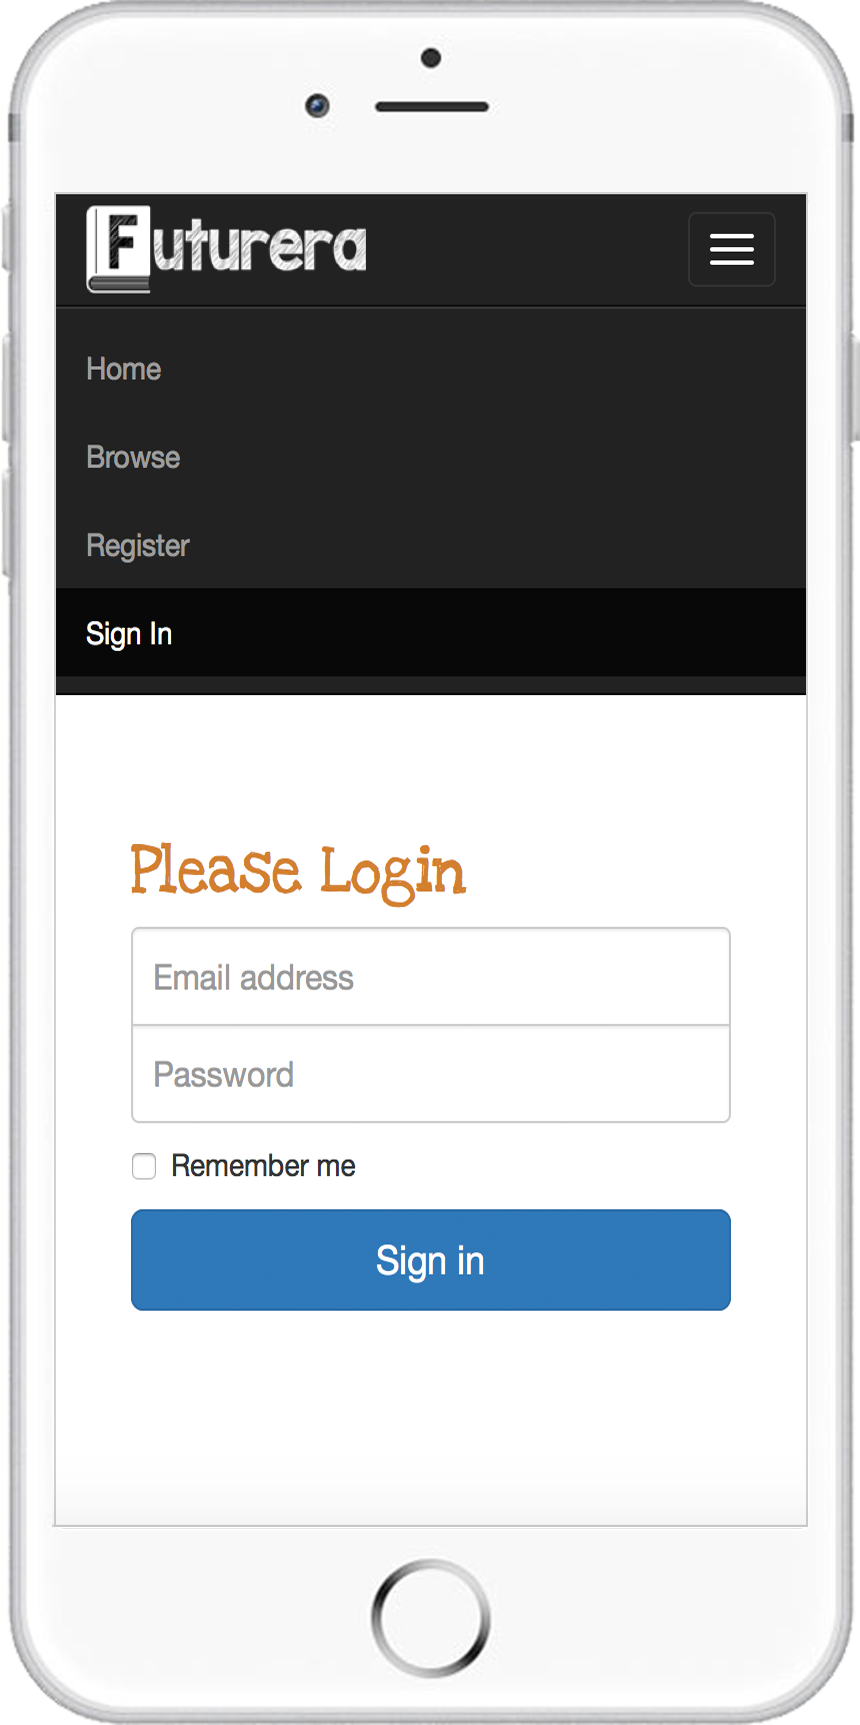 Futurera
Home
Browse
Register
Sign In
Please Login
Email address
Password
Remember me
Sign in